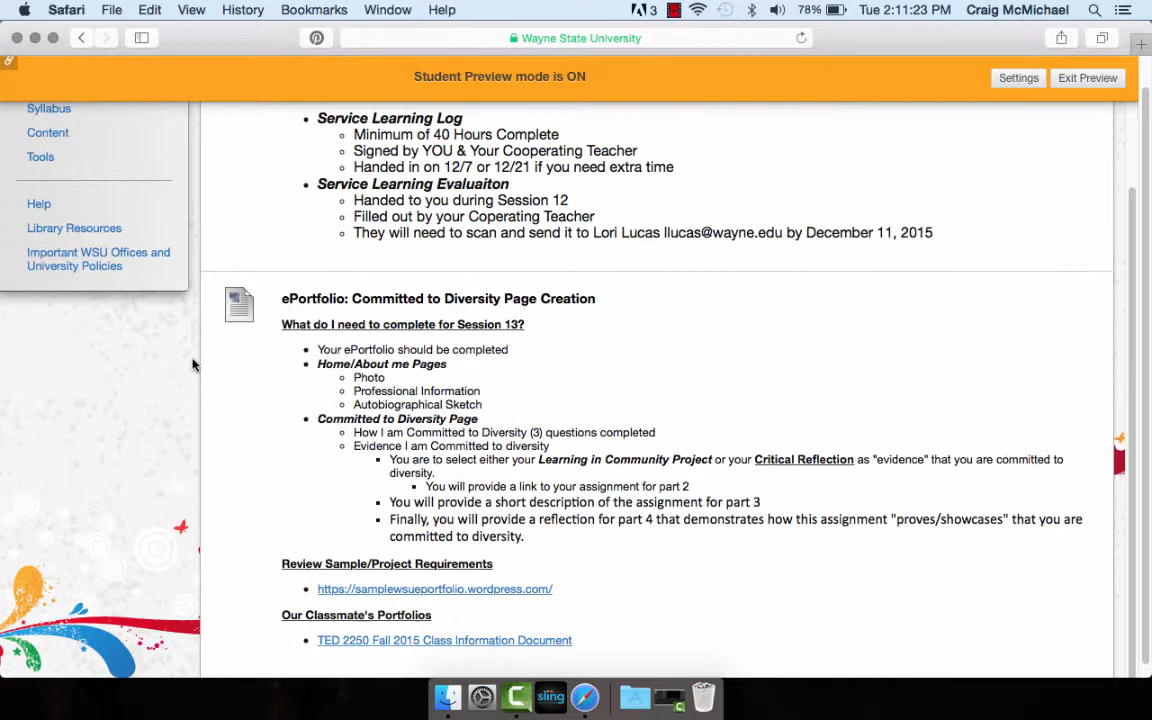 Safari File Edit View History Bookmarks Window Help 3 78% Tue 2:11:23 PM Craig McMichael
Wayne State University
Student Preview mode is ON Settings Exit Preview
Syllabus
Content
Tools
Help
Library Resources
Important WSU Offices and
University Policies
• Service Learning Log
Minimum of 40 Hours Complete
Signed by YOU & Your Cooperating Teacher
Handed in on 12/7 or 12/21 if you need extra time
• Service Learning Evaluaiton
Handed to you during Session 12
Filled out by your Coperating Teacher
They will need to scan and send it to Lori Lucas llucas@wayne.edu by December 11, 2015
ePortfolio: Committed to Diversity Page Creation
What do I need to complete for Session 13?
• Your ePortfolio should be completed
• Home/About me Pages
Photo
Professional Information
Autobiographical Sketch
• Committed to Diversity Page
How I am Committed to Diversity (3) questions completed
Evidence I am Committed to diversity
You are to select either your Learning in Community Project or your Critical Reflection as "evidence" that you are committed to
diversity.
You will provide a link to your assignment for part 2
You will provide a short description of the assignment for part 3
Finally, you will provide a reflection for part 4 that demonstrates how this assignment "proves/showcases" that you are
committed to diversity.
Review Sample/Project Requirements
• https://samplewsueportfolio.wordpress.com/
Our Classmate's Portfolios
• TED 2250 Fall 2015 Class Information Document
sling